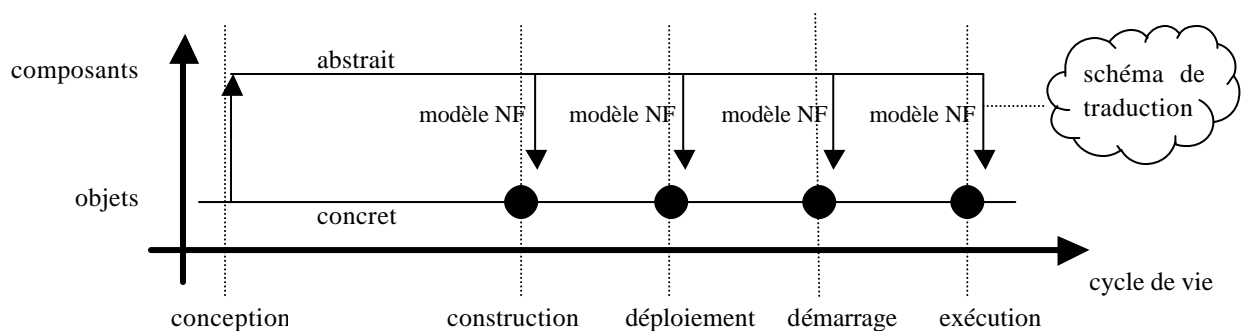 composants
abstrait
schéma de
traduction
modèle NF
modèle NF
modèle NF
modèle NF
objets
concret
cycle de vie
conception
construction
déploiement
démarrage
exécution